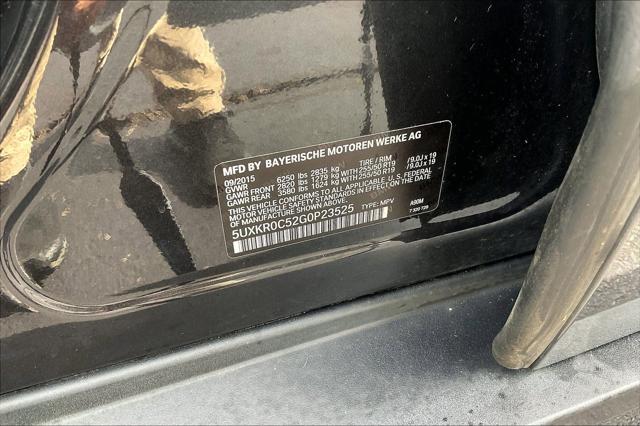 MFD BY BAYERISCHE MOTOREN WERKE AG
09/2015 TIRE / RIM
GVWR 6250 lbs 2835 kg
GAWR FRONT 2820 lbs 1279 kg WITH 255/50 R19 /9.0J x 19
GAWR REAR 3580 lbs 1624 kg WITH 255/50 R19 /9.0J x 19
THIS VEHICLE CONFORMS TO ALL APPLICABLE U.S. FEDERAL
MOTOR VEHICLE SAFETY STANDARDS IN EFFECT ON THE DATE
OF MANUFACTURE SHOWN ABOVE.
5UXKR0C52G0P23525 TYPE: MPV A90M